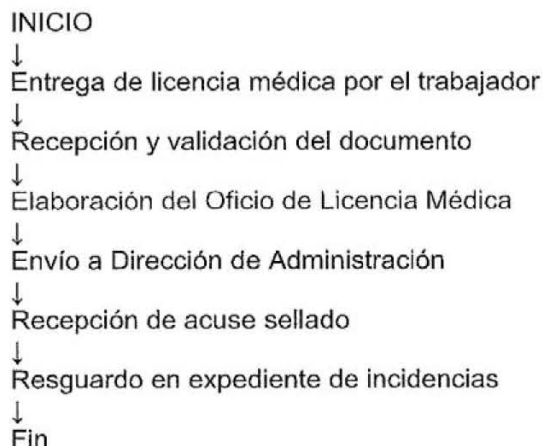 INICIO
↓
Entrega de licencia médica por el trabajador
↓
Recepción y validación del documento
↓
Elaboración del Oficio de Licencia Médica
↓
Envío a Dirección de Administración
↓
Recepción de acuse sellado
↓
Resguardo en expediente de incidencias
↓
Fin